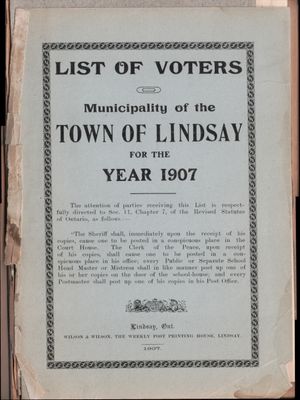 LIST OF VOTERS
Municipality of the
TOWN OF LINDSAY
FOR THE
YEAR 1907
The attention of parties receiving this List is respect-
fully directed to Sec. 11, Chapter 7, of the Revised Statutes
of Ontario, as follows.—
"The Sheriff shall, immediately upon the receipt of his
copies, cause one to be posted in a conspicuous place in the
Court House. The Clerk of the Peace, upon receipt
of his copies, shall cause one to be posted in a con-
spicuous place in his office; every Public or Separate School
Head Master or Mistress shall in like manner post up one of
his or her copies on the door of the school-house; and every
Postmaster shall post up one of his copies in his Post Office.
Lindsay, Ont.
WILSON & WILSON, THE WEEKLY POST PRINTING HOUSE, LINDSAY.
1907.